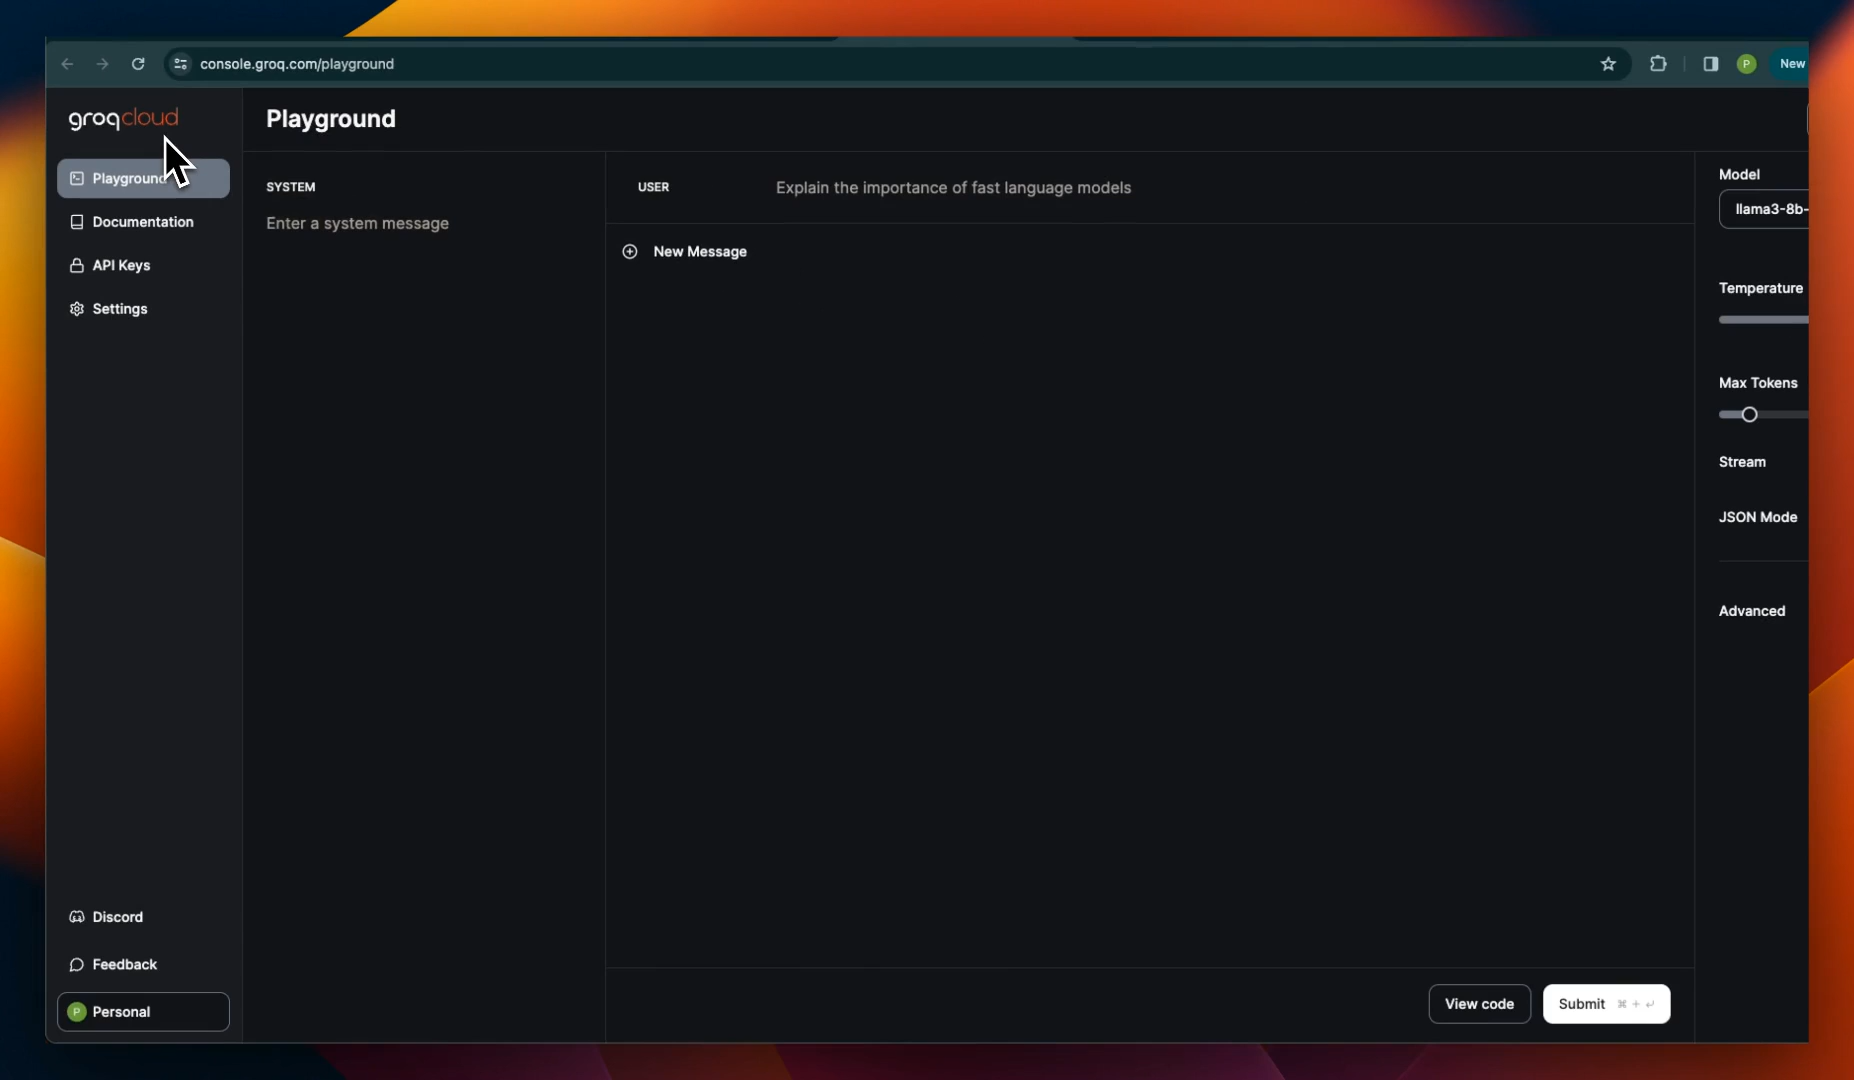 console.groq.com/playground
P
New
groqcloud
Playground
Documentation
API Keys
Settings
Discord
Feedback
P Personal
Playground
SYSTEM
Enter a system message
USER
Explain the importance of fast language models
New Message
View code
Submit ⌘ + ↵
Model
llama3-8b-
Temperature
Max Tokens
Stream
JSON Mode
Advanced